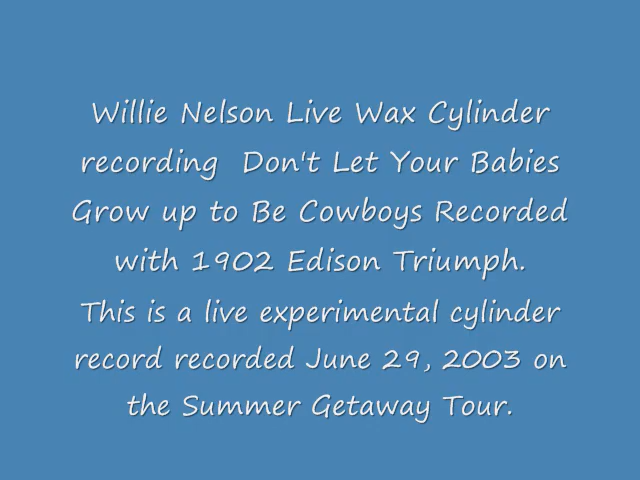 Willie Nelson Live Wax Cylinder
recording  Don't Let Your Babies
Grow up to Be Cowboys Recorded
with 1902 Edison Triumph.
This is a live experimental cylinder
record recorded June 29, 2003 on
the Summer Getaway Tour.